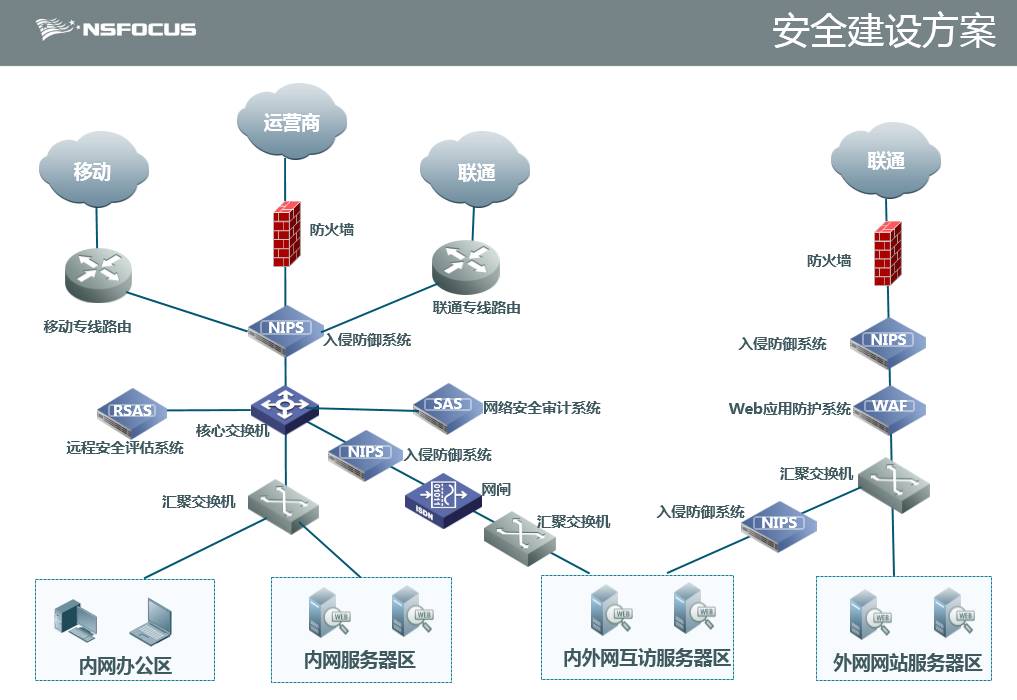 NSFOCUS
安全建设方案
运营商
移动
联通
联通
防火墙
防火墙
移动专线路由
联通专线路由
NIPS
入侵防御系统
入侵防御系统
NIPS
RSAS
远程安全评估系统
核心交换机
SAS
网络安全审计系统
Web应用防护系统
WAF
NIPS
入侵防御系统
汇聚交换机
01011
ISDN
网闸
汇聚交换机
汇聚交换机
入侵防御系统
NIPS
WEB
WEB
WEB
WEB
WEB
WEB
内网办公区
内网服务器区
内外网互访服务器区
外网网站服务器区